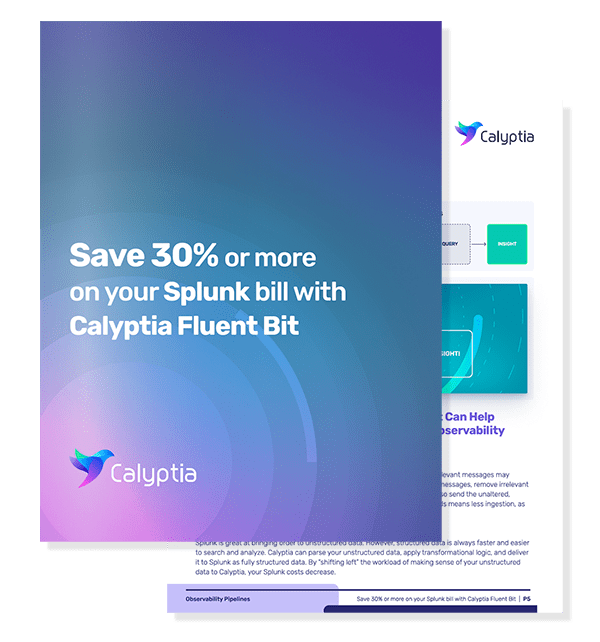 Save 30% or more
on your Splunk bill with
Calyptia Fluent Bit
Calyptia
Calyptia
QUERY
INSIGHT
Can Help
messages may
messages, remove irrelevant
send the unaltered,
means less ingestion, as
Splunk is great at bringing order to unstructured data. However, structured data is always faster and easier
to search and analyze. Calyptia can parse your unstructured data, apply transformational logic, and deliver
it to Splunk as fully structured data. By "shifting left" the workload of making sense of your unstructured
data to Calyptia, your Splunk costs decrease.
Observability Pipelines
Save 30% or more on your Splunk bill with Calyptia Fluent Bit | P5